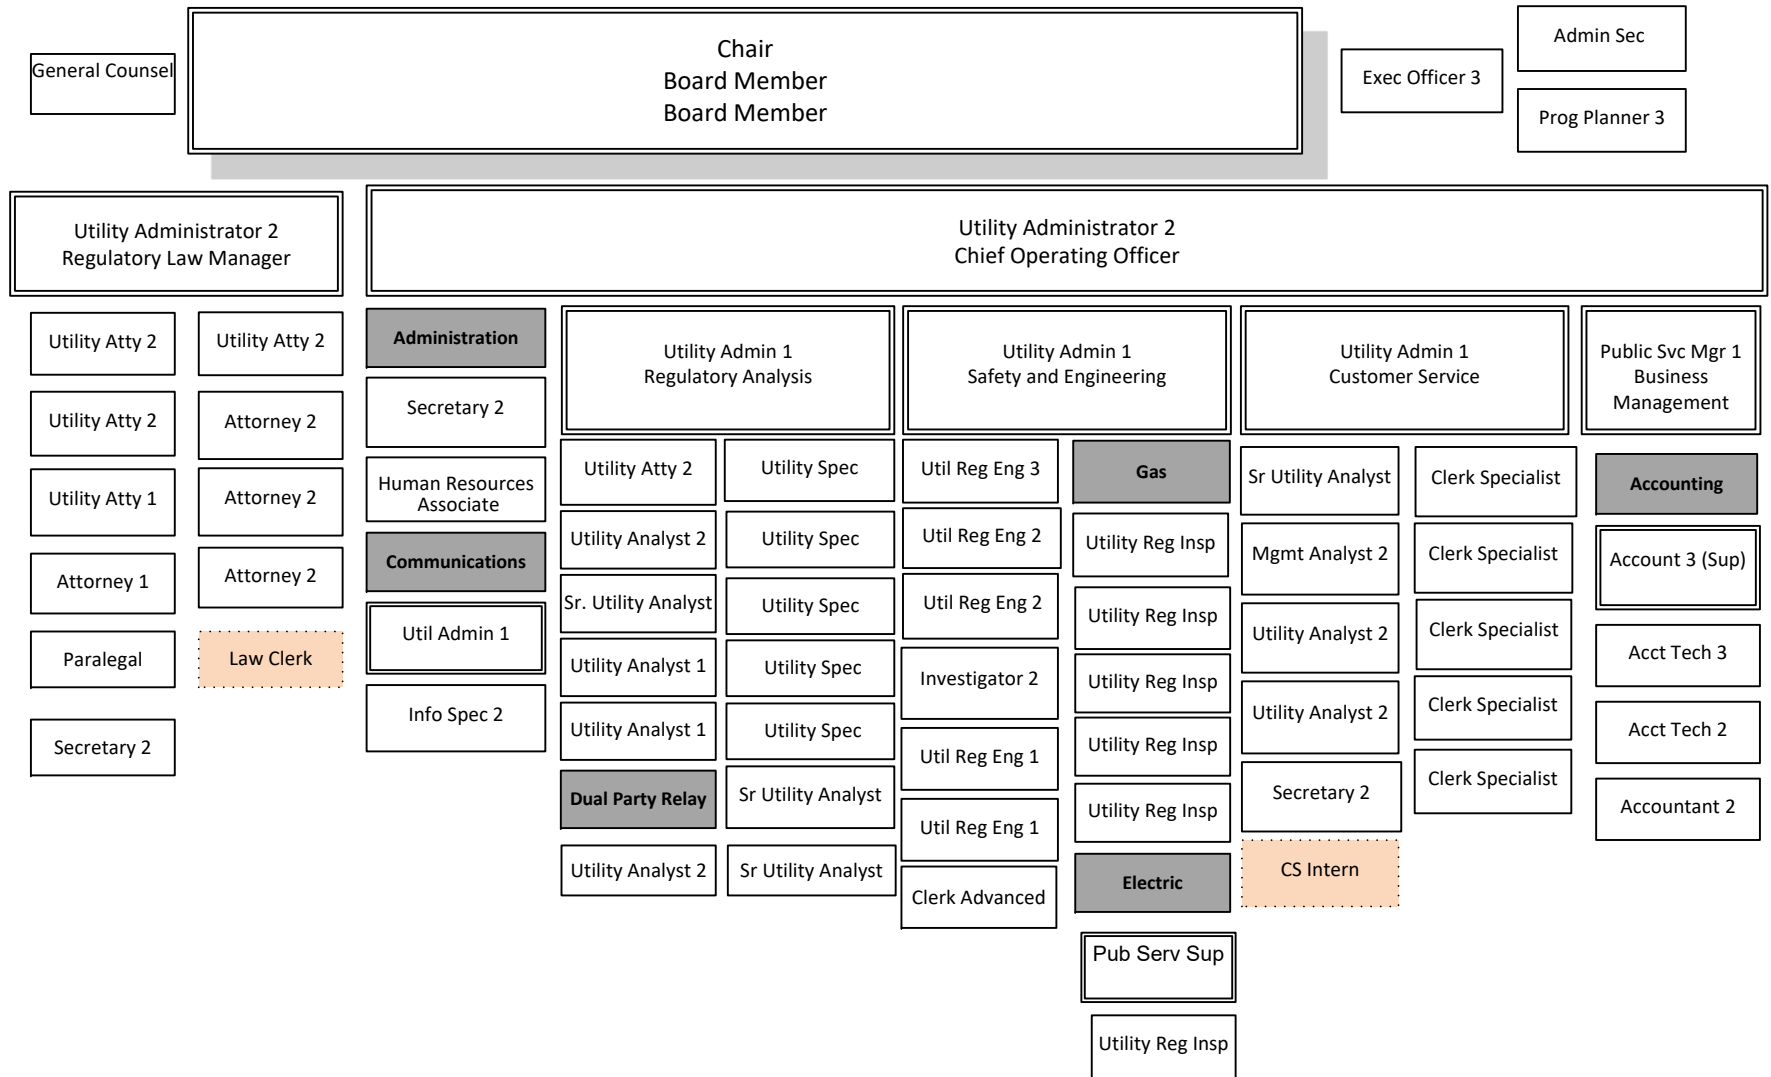 General Counsel
Chair
Board Member
Board Member
Exec Officer 3
Admin Sec
Prog Planner 3
Utility Administrator 2
Regulatory Law Manager
Utility Administrator 2
Chief Operating Officer
Utility Atty 2
Utility Atty 2
Utility Atty 1
Attorney 1
Paralegal
Secretary 2
Utility Atty 2
Attorney 2
Attorney 2
Attorney 2
Law Clerk
Administration
Secretary 2
Human Resources
Associate
Communications
Util Admin 1
Info Spec 2
Utility Admin 1
Regulatory Analysis
Utility Atty 2
Utility Analyst 2
Sr. Utility Analyst
Utility Analyst 1
Utility Analyst 1
Dual Party Relay
Utility Analyst 2
Utility Spec
Utility Spec
Utility Spec
Utility Spec
Utility Spec
Sr Utility Analyst
Sr Utility Analyst
Utility Admin 1
Safety and Engineering
Util Reg Eng 3
Util Reg Eng 2
Util Reg Eng 2
Investigator 2
Util Reg Eng 1
Util Reg Eng 1
Clerk Advanced
Gas
Utility Reg Insp
Utility Reg Insp
Utility Reg Insp
Utility Reg Insp
Utility Reg Insp
Electric
Pub Serv Sup
Utility Reg Insp
Utility Admin 1
Customer Service
Sr Utility Analyst
Mgmt Analyst 2
Utility Analyst 2
Utility Analyst 2
Secretary 2
CS Intern
Clerk Specialist
Clerk Specialist
Clerk Specialist
Clerk Specialist
Clerk Specialist
Public Svc Mgr 1
Business
Management
Accounting
Account 3 (Sup)
Acct Tech 3
Acct Tech 2
Accountant 2